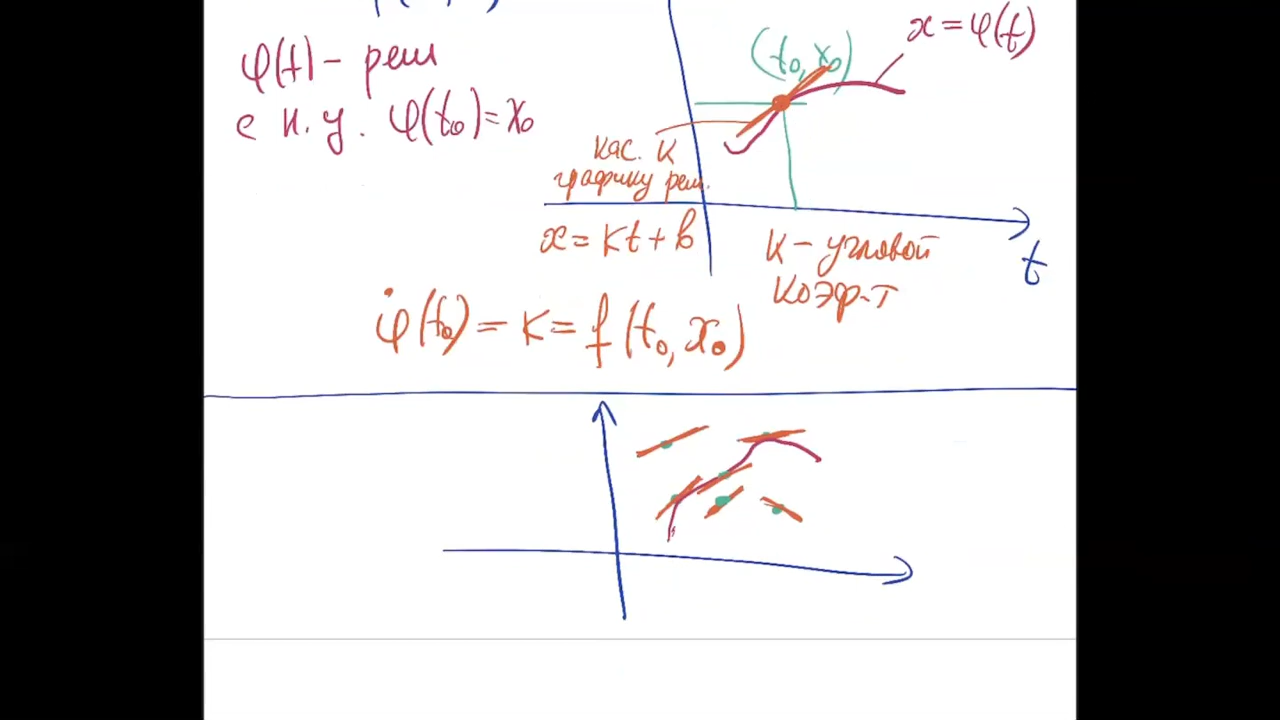 φ(t) – реш
с н.у. φ(t₀)=x₀
x=φ(t)
(t₀, x₀)
кас. к
графику реш.
x = kt + b
k – угловой
коэф-т
t
φ̇(t₀) = k = f(t₀, x₀)